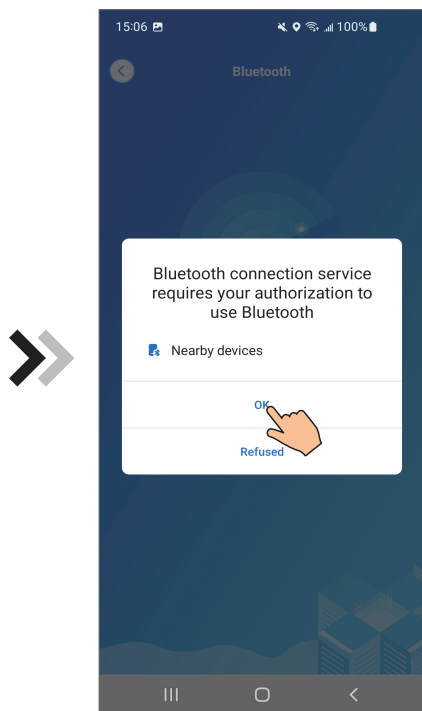 15:06 100%
Bluetooth
Bluetooth connection service
requires your authorization to
use Bluetooth
Nearby devices
OK
Refused